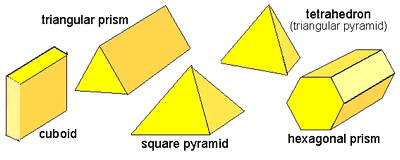 triangular prism
tetrahedron
(triangular pyramid)
cuboid
square pyramid
hexagonal prism